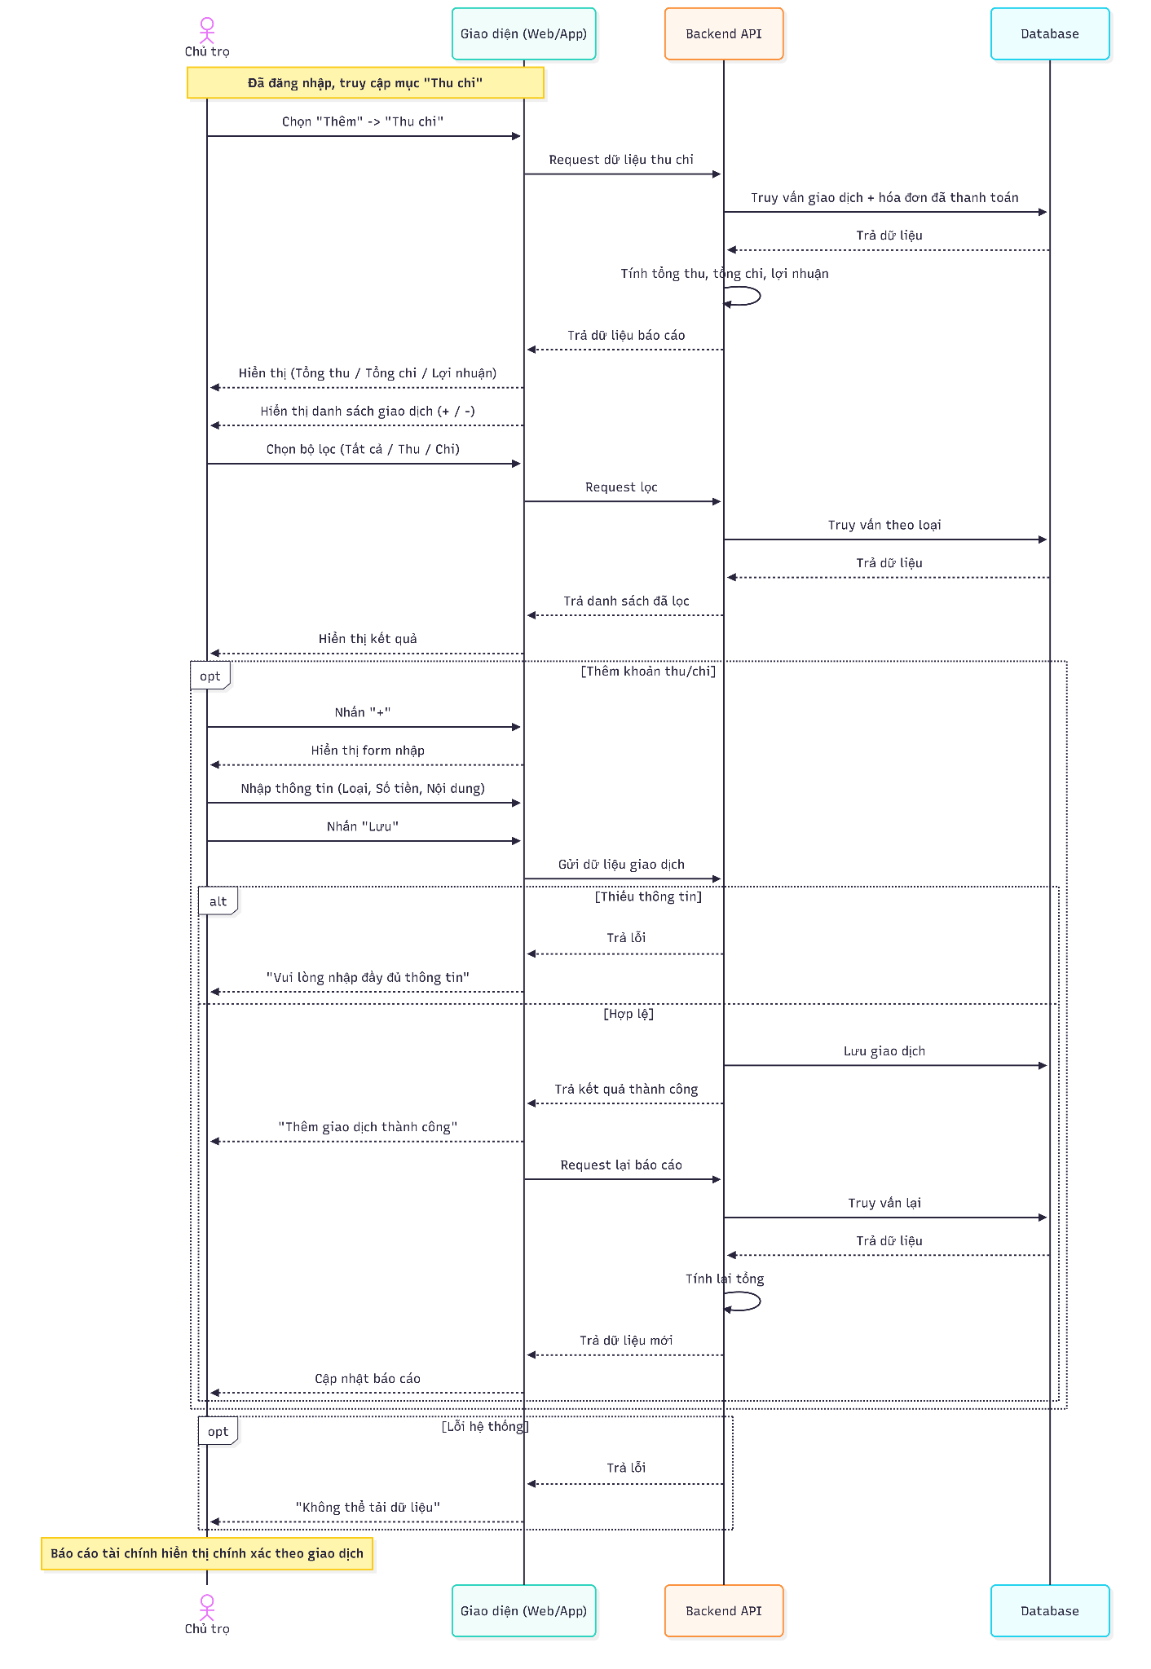 Chủ trọ
Giao diện (Web/App)
Backend API
Database
Đã đăng nhập, truy cập mục "Thu chi"
Chọn "Thêm" -> "Thu chi"
Request dữ liệu thu chi
Truy vấn giao dịch + hóa đơn đã thanh toán
Trả dữ liệu
Tính tổng thu, tổng chi, lợi nhuận
Trả dữ liệu báo cáo
Hiển thị (Tổng thu / Tổng chi / Lợi nhuận)
Hiển thị danh sách giao dịch (+ / -)
Chọn bộ lọc (Tất cả / Thu / Chi)
Request lọc
Truy vấn theo loại
Trả dữ liệu
Trả danh sách đã lọc
Hiển thị kết quả
opt
[Thêm khoản thu/chi]
Nhấn "+"
Hiển thị form nhập
Nhập thông tin (Loại, Số tiền, Nội dung)
Nhấn "Lưu"
Gửi dữ liệu giao dịch
alt
[Thiếu thông tin]
Trả lỗi
"Vui lòng nhập đầy đủ thông tin"
[Hợp lệ]
Lưu giao dịch
Trả kết quả thành công
"Thêm giao dịch thành công"
Request lại báo cáo
Truy vấn lại
Trả dữ liệu
Tính lại tổng
Trả dữ liệu mới
Cập nhật báo cáo
opt
[Lỗi hệ thống]
Trả lỗi
"Không thể tải dữ liệu"
Báo cáo tài chính hiển thị chính xác theo giao dịch
Chủ trọ
Giao diện (Web/App)
Backend API
Database